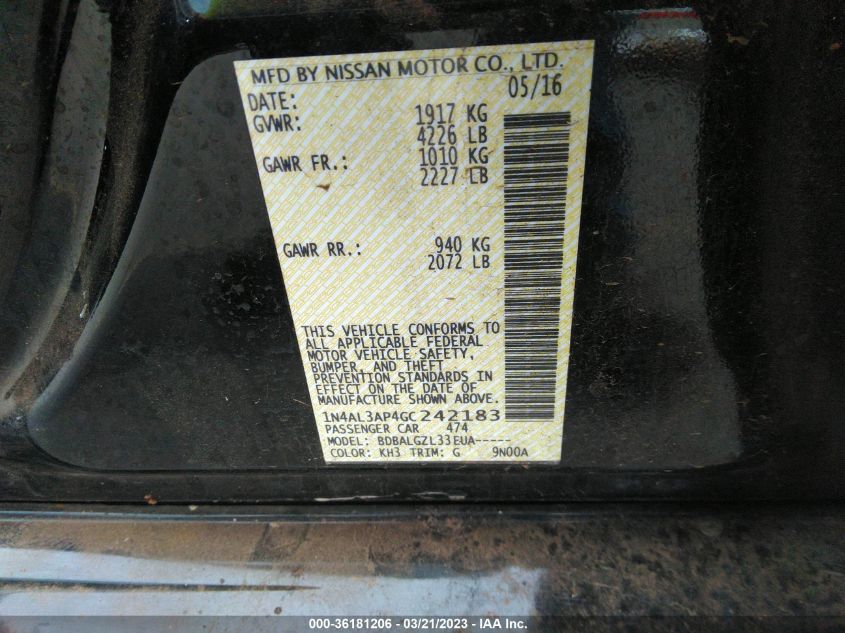 MFD BY NISSAN MOTOR CO., LTD.
DATE: 05/16
GVWR: 1917 KG
4226 LB
GAWR FR.: 1010 KG
2227 LB
GAWR RR.: 940 KG
2072 LB
THIS VEHICLE CONFORMS TO
ALL APPLICABLE FEDERAL
MOTOR VEHICLE SAFETY,
BUMPER, AND THEFT
PREVENTION STANDARDS IN
EFFECT ON THE DATE OF
MANUFACTURE SHOWN ABOVE.
1N4AL3AP4GC242183
PASSENGER CAR 474
MODEL: BDBALGZL33EUA-----
COLOR: KH3 TRIM: G 9N00A
000-36181206 - 03/21/2023 - IAA Inc.